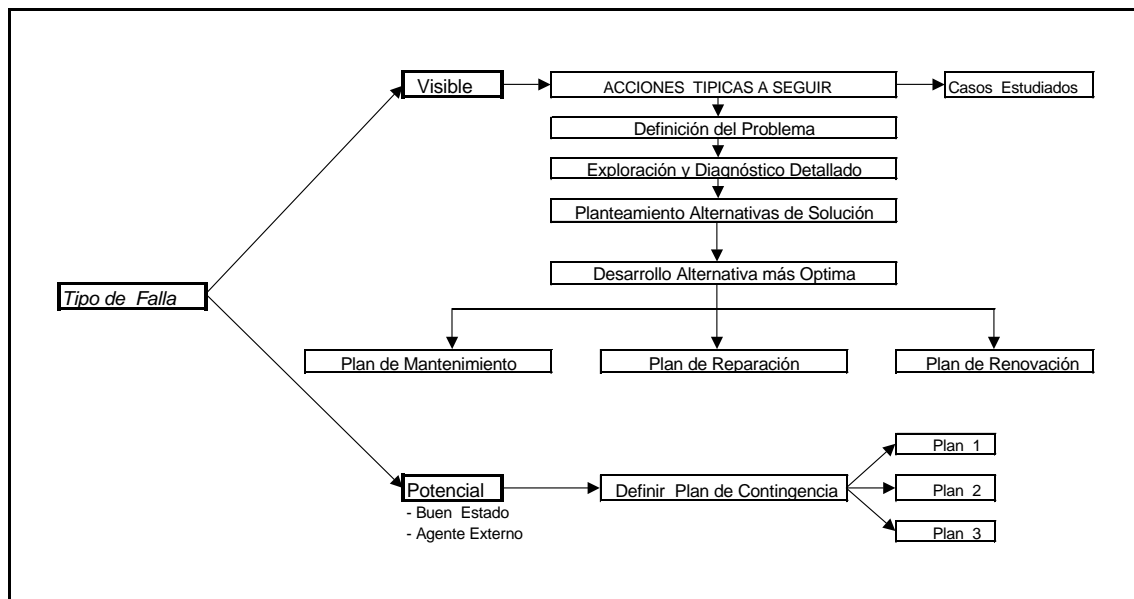 Visible
ACCIONES TIPICAS A SEGUIR
Casos Estudiados
Definición del Problema
Exploración y Diagnóstico Detallado
Planteamiento Alternativas de Solución
Desarrollo Alternativa más Optima
Tipo de Falla
Plan de Mantenimiento
Plan de Reparación
Plan de Renovación
Potencial
- Buen Estado
- Agente Externo
Definir Plan de Contingencia
Plan 1
Plan 2
Plan 3